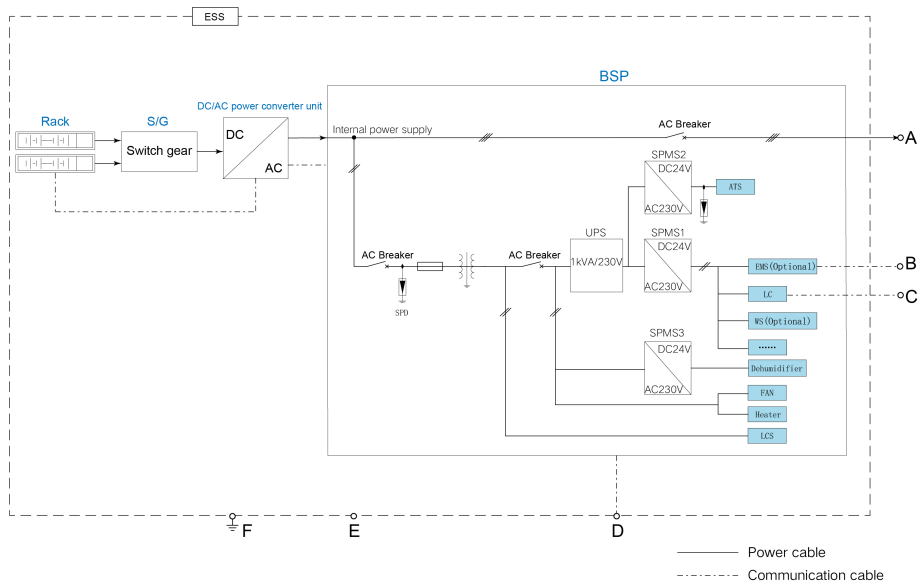 ESS
BSP
DC/AC power converter unit
Rack
S/G
DC
AC
Switch gear
Internal power supply
AC Breaker
A
SPMS2
DC24V
AC230V
ATS
UPS
1kVA/230V
SPMS1
DC24V
AC230V
AC Breaker
AC Breaker
EMS(Optional)
B
LC
C
SPD
WS(Optional)
······
SPMS3
DC24V
AC230V
Dehumidifier
FAN
Heater
LCS
F
E
D
Power cable
Communication cable